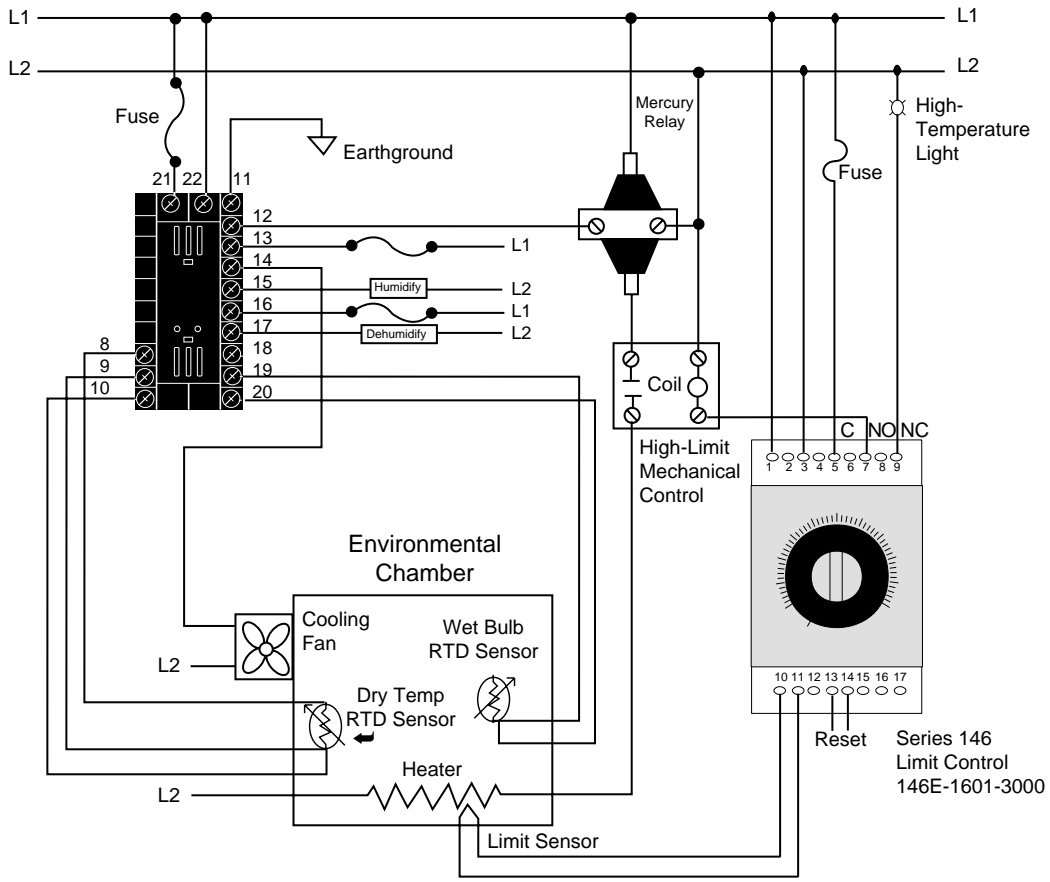 L1
L1
L2
L2
Fuse
Mercury
Relay
High-
Temperature
Light
Earthground
Fuse
21 22 11
12
13
L1
14
15
Humidify
L2
16
L1
17
Dehumidify
L2
8
18
9
19
10
20
Coil
C NO NC
1 2 3 4 5 6 7 8 9
High-Limit
Mechanical
Control
Environmental
Chamber
Cooling
Fan
Wet Bulb
RTD Sensor
L2
Dry Temp
RTD Sensor
10 11 12 13 14 15 16 17
Reset
Series 146
Limit Control
146E-1601-3000
Heater
L2
Limit Sensor